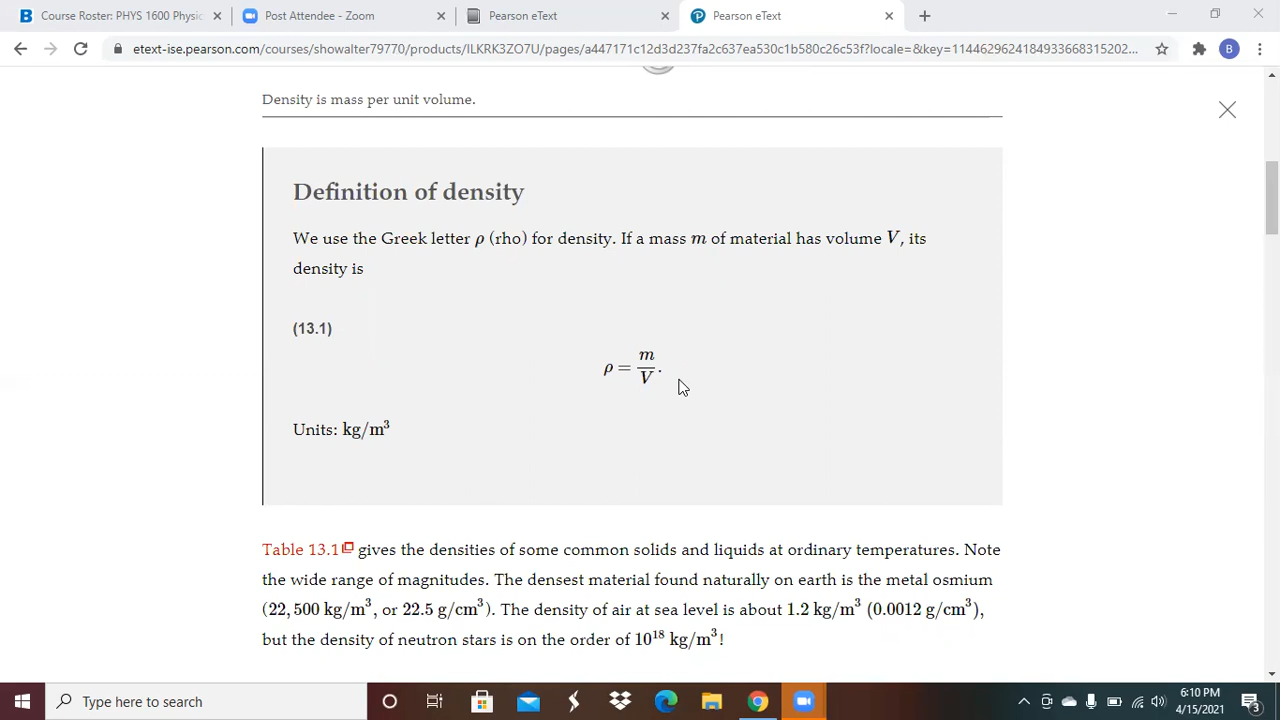 Course Roster: PHYS 1600 Physic
Post Attendee - Zoom
Pearson eText
Pearson eText
etext-ise.pearson.com/courses/showalter79770/products/ILKRK3ZO7U/pages/a447171c12d3d237fa2c637ea530c1b580c26c53f?locale=&key=1144629624184933668315202...
B
Density is mass per unit volume.
Definition of density
We use the Greek letter ρ (rho) for density. If a mass m of material has volume V, its
density is
(13.1)
ρ = m/V.
Units: kg/m³
Table 13.1 gives the densities of some common solids and liquids at ordinary temperatures. Note
the wide range of magnitudes. The densest material found naturally on earth is the metal osmium
(22,500 kg/m³, or 22.5 g/cm³). The density of air at sea level is about 1.2 kg/m³ (0.0012 g/cm³),
but the density of neutron stars is on the order of 10¹⁸ kg/m³!
Type here to search
6:10 PM
4/15/2021
3